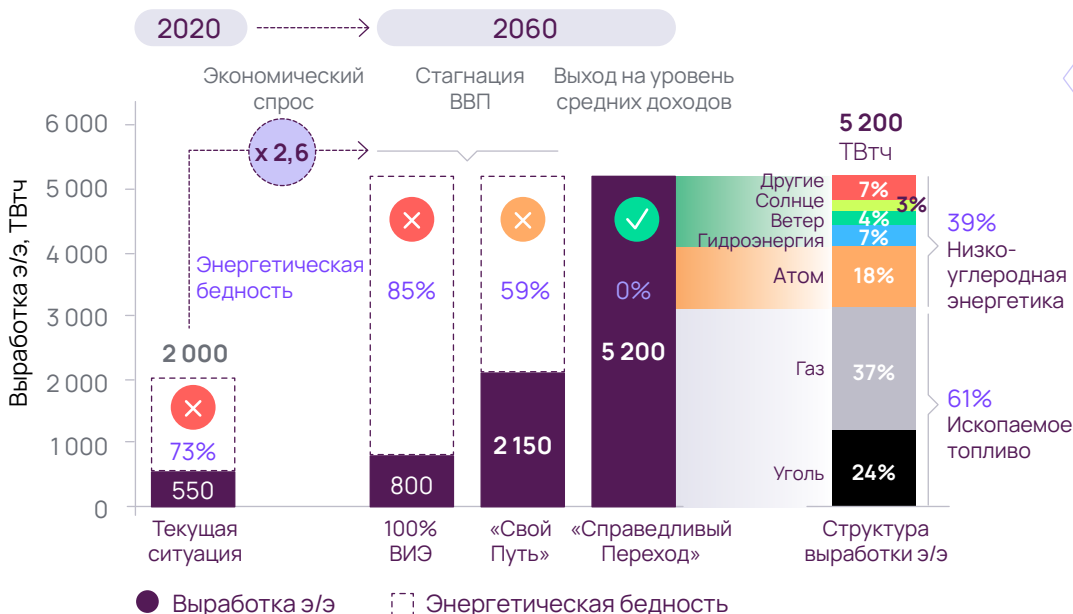 2020
2060
Экономический
спрос
Стагнация
ВВП
Выход на уровень
средних доходов
Выработка э/э, ТВтч
6 000
5 000
4 000
3 000
2 000
1 000
0
x 2,6
Энергетическая
бедность
2 000
73%
550
85%
800
59%
2 150
0%
5 200
5 200
ТВтч
Другие
7%
Солнце
3%
Ветер
4%
Гидроэнергия
7%
Атом
18%
Газ
37%
Уголь
24%
39%
Низко-
углеродная
энергетика
61%
Ископаемое
топливо
Текущая
ситуация
100%
ВИЭ
«Свой
Путь»
«Справедливый
Переход»
Структура
выработки э/э
Выработка э/э
Энергетическая бедность